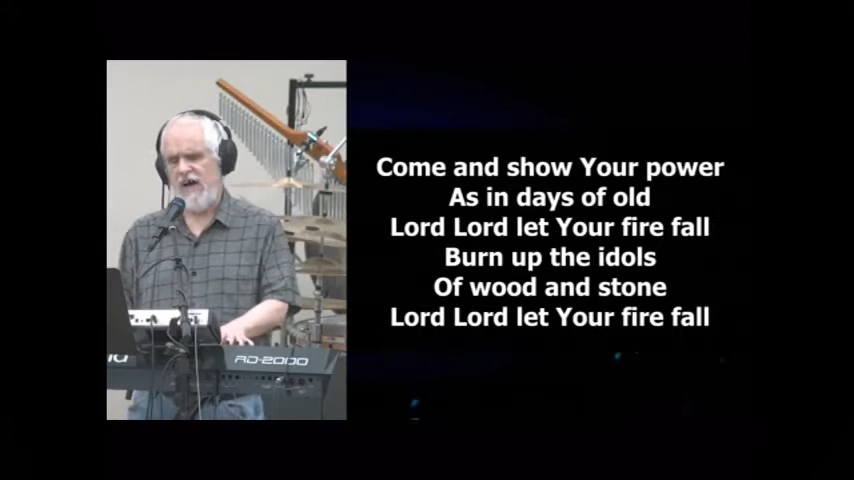 Come and show Your power
As in days of old
Lord Lord let Your fire fall
Burn up the idols
Of wood and stone
Lord Lord let Your fire fall
RD-2000